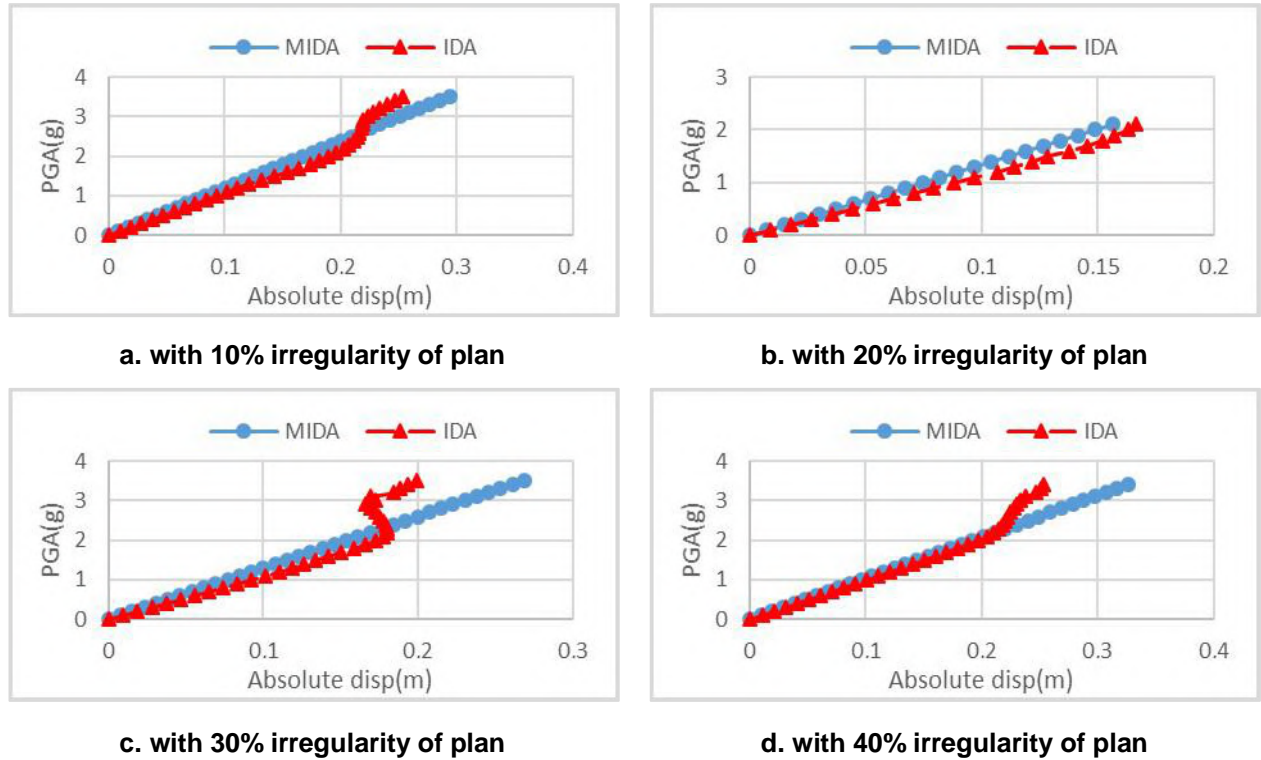 MIDA IDA
4
3
2
1
0
PGA(g)
0 0.1 0.2 0.3 0.4
Absolute disp(m)
a. with 10% irregularity of plan
MIDA IDA
3
2
1
0
PGA(g)
0 0.05 0.1 0.15 0.2
Absolute disp(m)
b. with 20% irregularity of plan
MIDA IDA
4
3
2
1
0
PGA(g)
0 0.1 0.2 0.3
Absolute disp(m)
c. with 30% irregularity of plan
MIDA IDA
4
3
2
1
0
PGA(g)
0 0.1 0.2 0.3 0.4
Absolute disp(m)
d. with 40% irregularity of plan